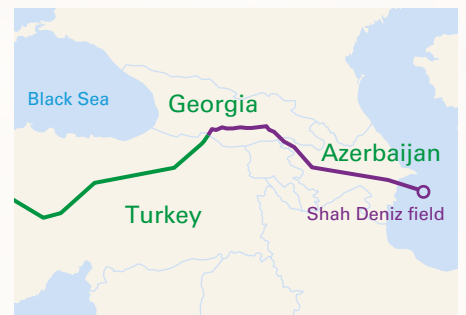 Black Sea
Georgia
Azerbaijan
Turkey
Shah Deniz field